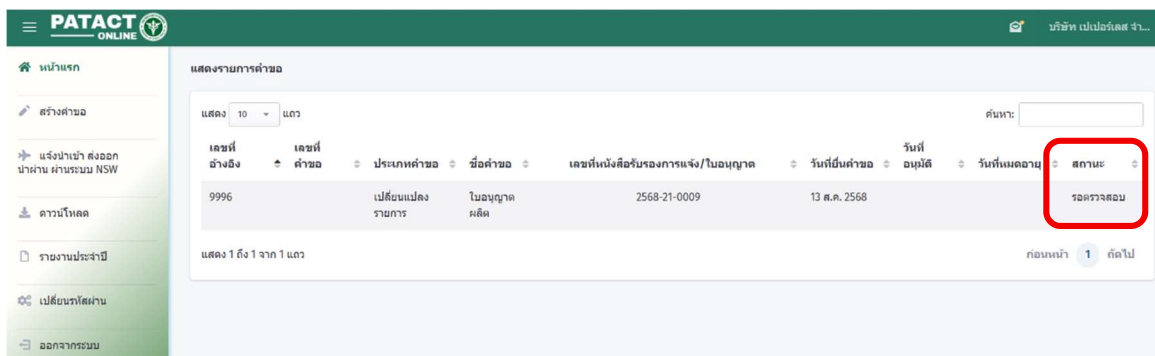 PATACT
ONLINE
บริษัท เปเปอร์เลส จำ...
หน้าแรก
สร้างคำขอ
แจ้งนำเข้า ส่งออก
นำผ่าน ผ่านระบบ NSW
ดาวน์โหลด
รายงานประจำปี
เปลี่ยนรหัสผ่าน
ออกจากระบบ
แสดงรายการคำขอ
แสดง 10 แถว
ค้นหา:
เลขที่อ้างอิง เลขที่คำขอ ประเภทคำขอ ชื่อคำขอ เลขที่หนังสือรับรองการแจ้ง/ใบอนุญาต วันที่ยื่นคำขอ วันที่อนุมัติ วันที่หมดอายุ สถานะ
9996 เปลี่ยนแปลงรายการ ใบอนุญาตผลิต 2568-21-0009 13 ส.ค. 2568 รอตรวจสอบ
แสดง 1 ถึง 1 จาก 1 แถว
ก่อนหน้า 1 ถัดไป